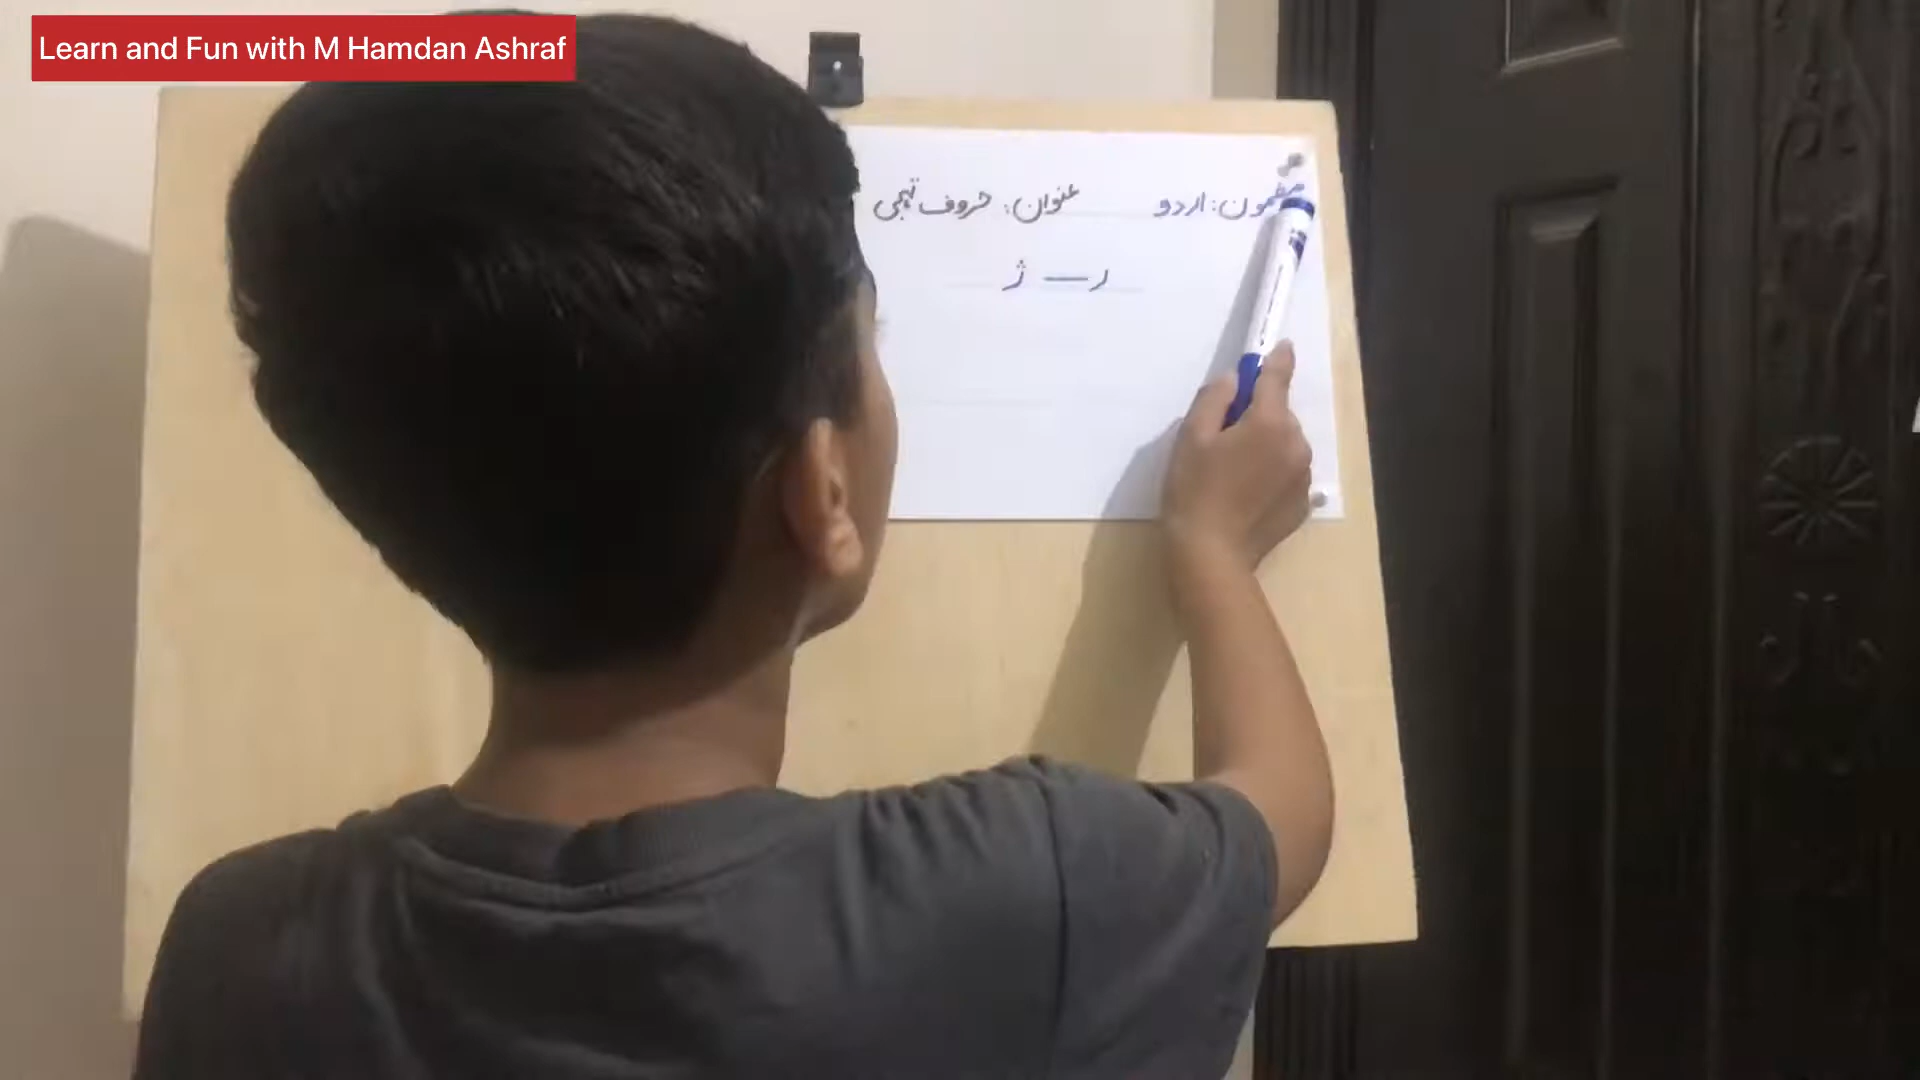 Learn and Fun with M Hamdan Ashraf
مضمون: اردو عنوان: حروف تہجی
ر — ژ